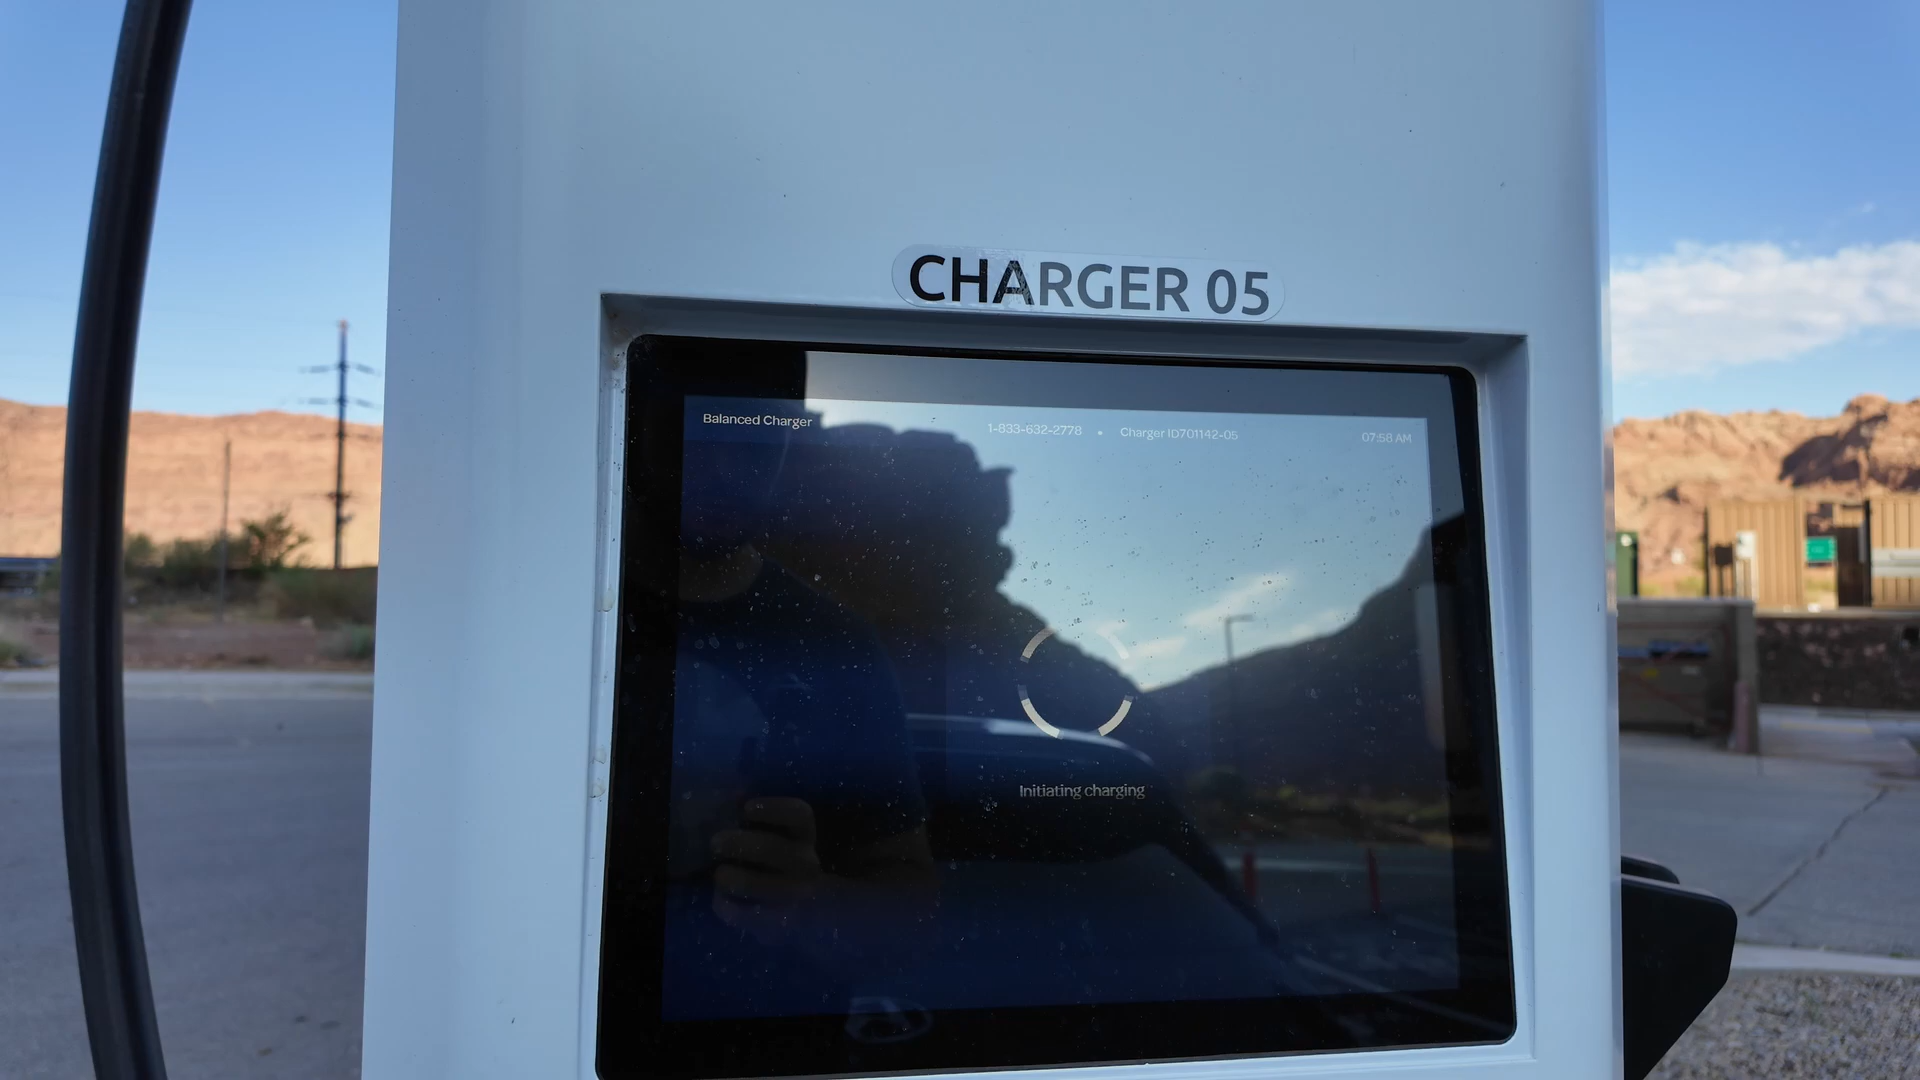 CHARGER 05
Balanced Charger
1-833-632-2778 • Charger ID701142-05
07:58 AM
Initiating charging